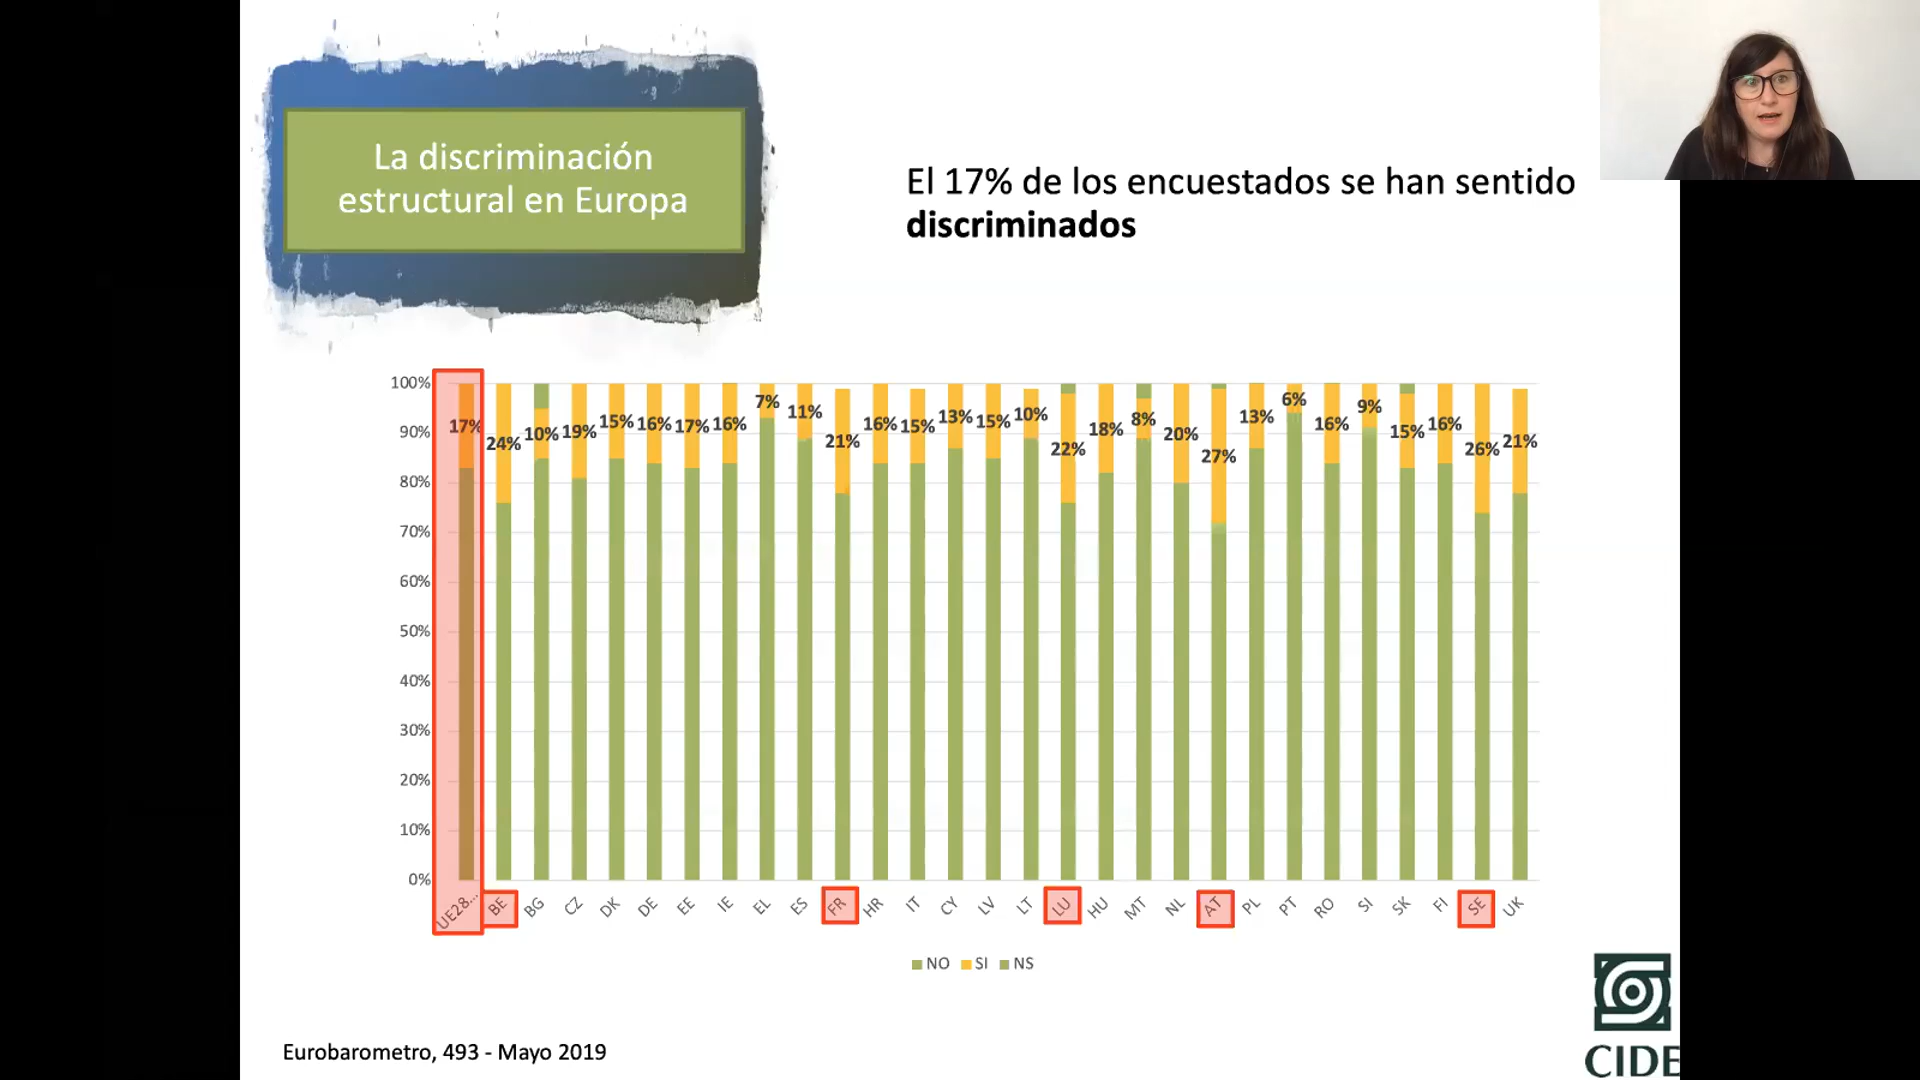 La discriminación
estructural en Europa
El 17% de los encuestados se han sentido
discriminados
100%
90%
80%
70%
60%
50%
40%
30%
20%
10%
0%
17%
24%
10%
19%
15%
16%
17%
16%
7%
11%
21%
16%
15%
13%
15%
10%
22%
18%
8%
20%
27%
13%
6%
16%
9%
15%
16%
26%
21%
UE28...
BE
BG
CZ
DK
DE
EE
IE
EL
ES
FR
HR
IT
CY
LV
LT
LU
HU
MT
NL
AT
PL
PT
RO
SI
SK
FI
SE
UK
NO SI NS
Eurobarometro, 493 - Mayo 2019
CIDE